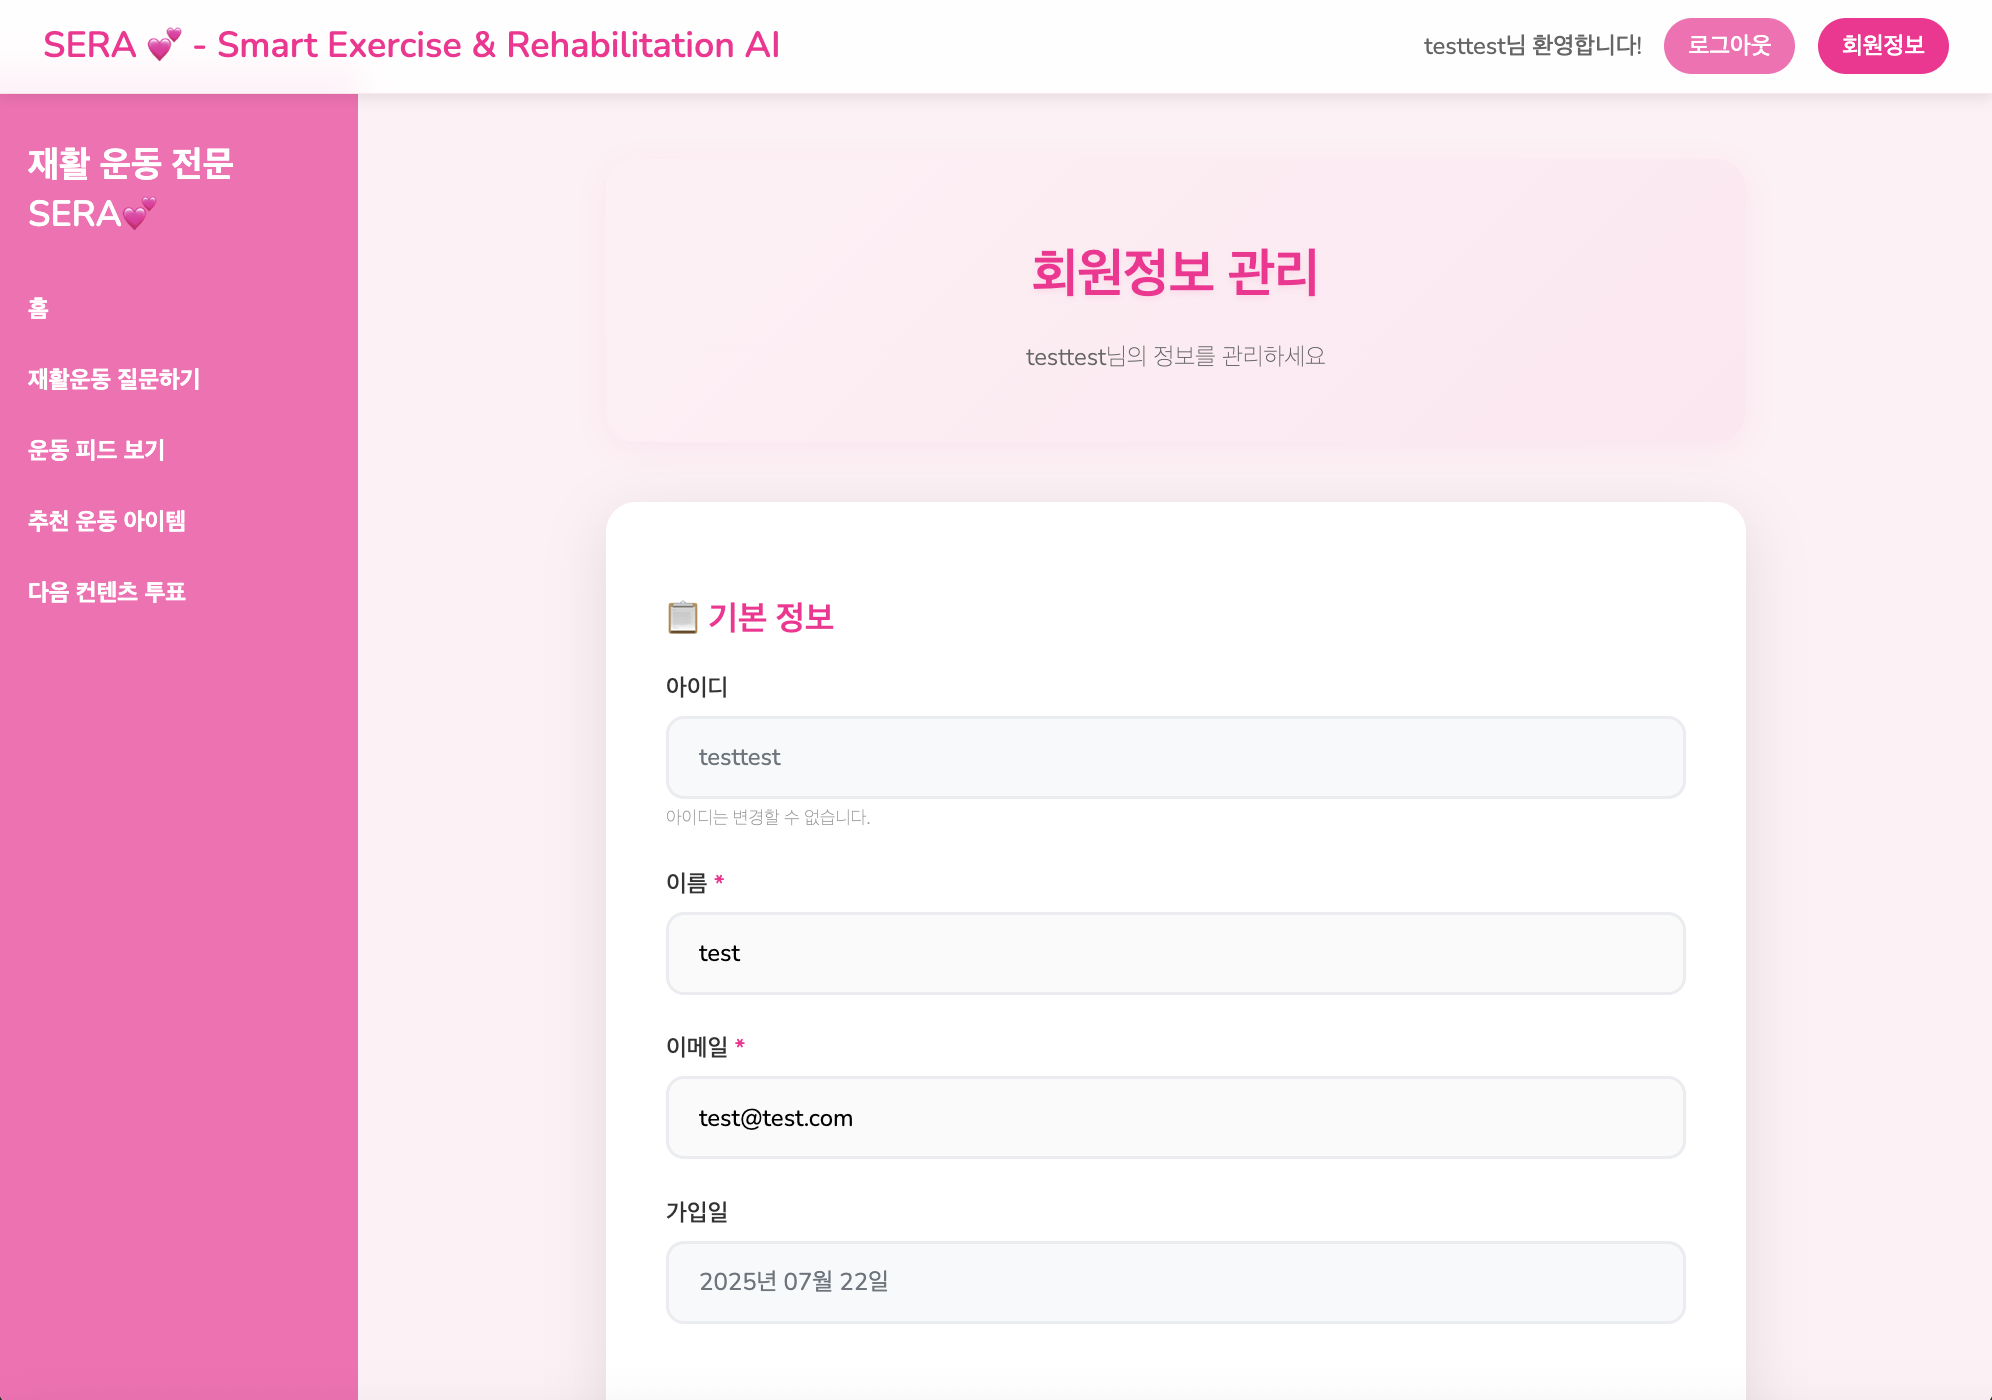 SERA 💕 - Smart Exercise & Rehabilitation AI
testtest님 환영합니다!
로그아웃
회원정보
재활 운동 전문
SERA💕
홈
재활운동 질문하기
운동 피드 보기
추천 운동 아이템
다음 컨텐츠 투표
회원정보 관리
testtest님의 정보를 관리하세요
📋 기본 정보
아이디
testtest
아이디는 변경할 수 없습니다.
이름 *
test
이메일 *
test@test.com
가입일
2025년 07월 22일